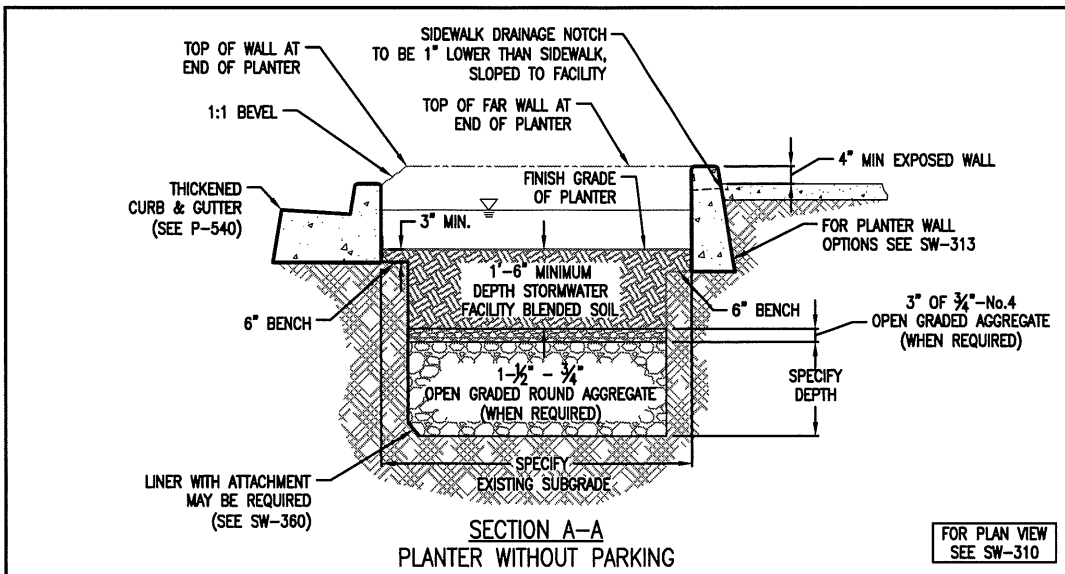 SIDEWALK DRAINAGE NOTCH
TO BE 1" LOWER THAN SIDEWALK,
SLOPED TO FACILITY
TOP OF WALL AT
END OF PLANTER
1:1 BEVEL
TOP OF FAR WALL AT
END OF PLANTER
4" MIN EXPOSED WALL
THICKENED
CURB & GUTTER
(SEE P-540)
FINISH GRADE
OF PLANTER
3" MIN.
FOR PLANTER WALL
OPTIONS SEE SW-313
1'-6" MINIMUM
DEPTH STORMWATER
FACILITY BLENDED SOIL
6" BENCH
6" BENCH
3" OF 3/4"-No.4
OPEN GRADED AGGREGATE
(WHEN REQUIRED)
1-1/2" - 3/4"
OPEN GRADED ROUND AGGREGATE
(WHEN REQUIRED)
SPECIFY
DEPTH
LINER WITH ATTACHMENT
MAY BE REQUIRED
(SEE SW-360)
SPECIFY
EXISTING SUBGRADE
SECTION A-A
PLANTER WITHOUT PARKING
FOR PLAN VIEW
SEE SW-310